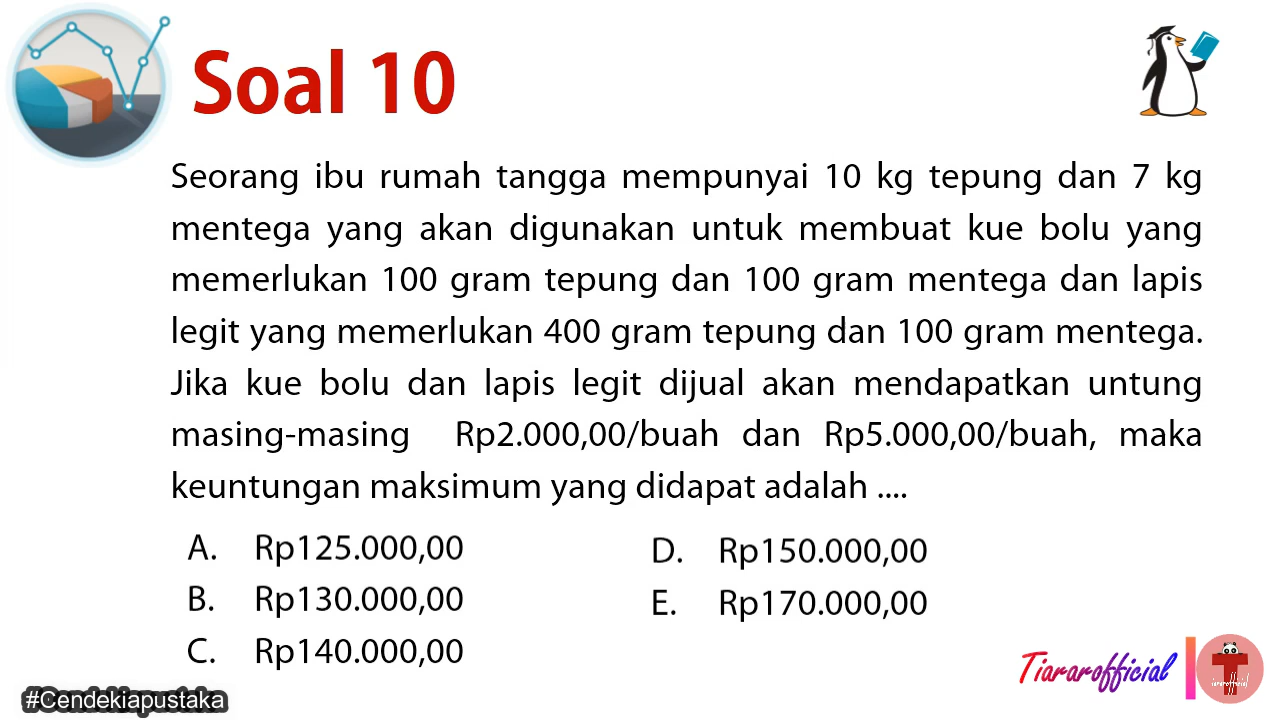 Soal 10
Seorang ibu rumah tangga mempunyai 10 kg tepung dan 7 kg
mentega yang akan digunakan untuk membuat kue bolu yang
memerlukan 100 gram tepung dan 100 gram mentega dan lapis
legit yang memerlukan 400 gram tepung dan 100 gram mentega.
Jika kue bolu dan lapis legit dijual akan mendapatkan untung
masing-masing Rp2.000,00/buah dan Rp5.000,00/buah, maka
keuntungan maksimum yang didapat adalah ....
A. Rp125.000,00
B. Rp130.000,00
C. Rp140.000,00
D. Rp150.000,00
E. Rp170.000,00
Tiararofficial
T
tiararofficial
#Cendekiapustaka